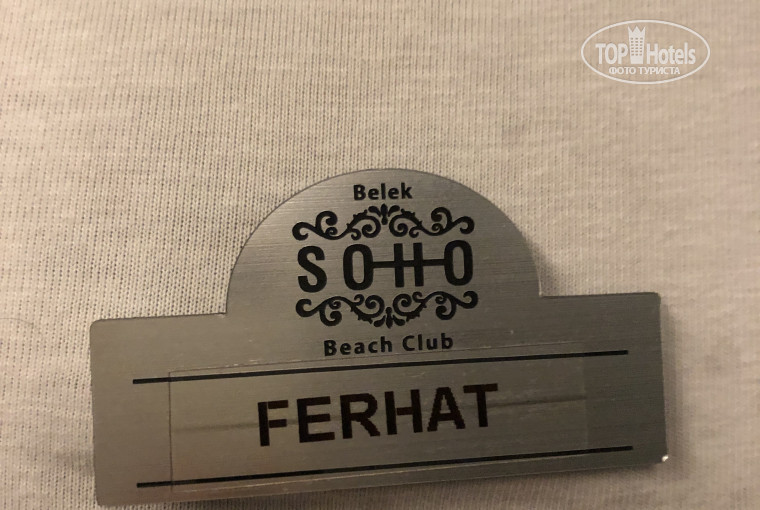 TOP Hotels
ФОТО ТУРИСТА
Belek
SOHO
Beach Club
FERHAT